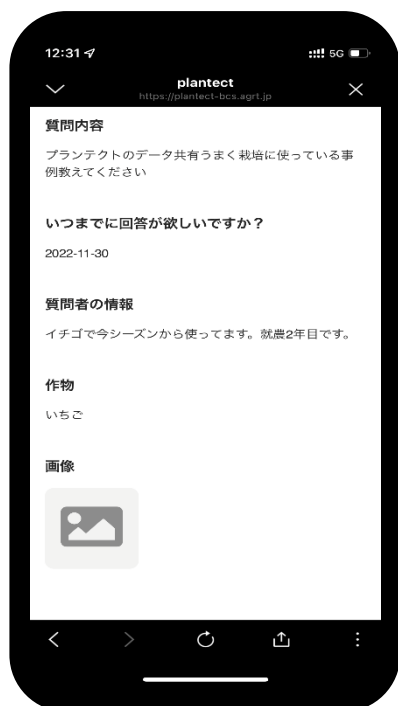 12:31
5G
plantect
https://plantect-bcs.agrt.jp
質問内容
プランテクトのデータ共有うまく栽培に使っている事
例教えてください
いつまでに回答が欲しいですか？
2022-11-30
質問者の情報
イチゴで今シーズンから使ってます。就農2年目です。
作物
いちご
画像